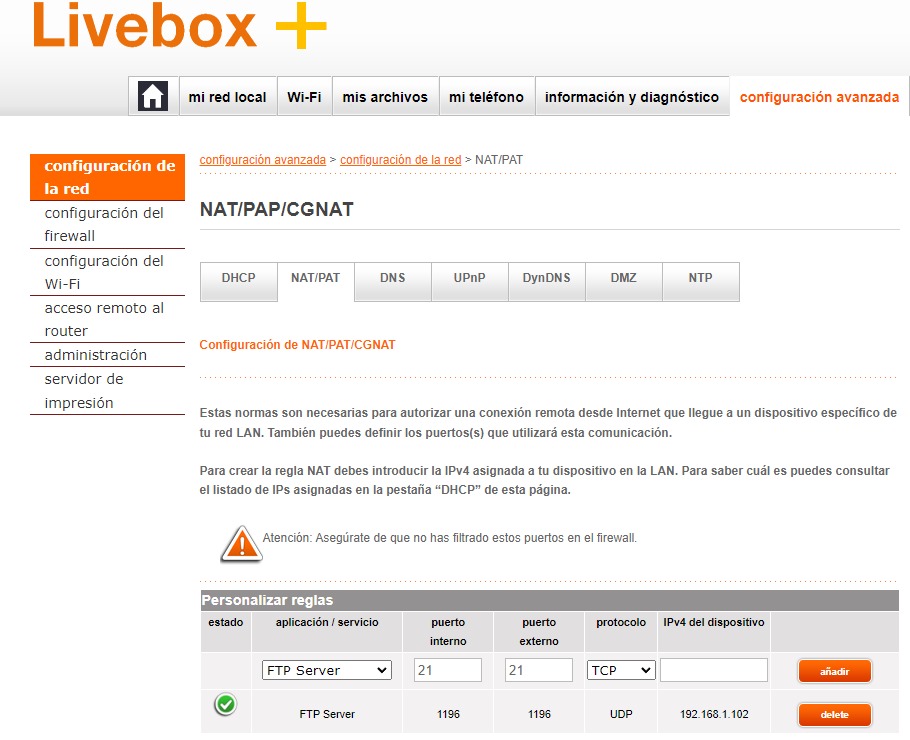 Livebox +
mi red local
Wi-Fi
mis archivos
mi teléfono
información y diagnóstico
configuración avanzada
configuración de
la red
configuración del
firewall
configuración del
Wi-Fi
acceso remoto al
router
administración
servidor de
impresión
configuración avanzada > configuración de la red > NAT/PAT
NAT/PAP/CGNAT
DHCP
NAT/PAT
DNS
UPnP
DynDNS
DMZ
NTP
Configuración de NAT/PAT/CGNAT
Estas normas son necesarias para autorizar una conexión remota desde Internet que llegue a un dispositivo específico de
tu red LAN. También puedes definir los puertos(s) que utilizará esta comunicación.
Para crear la regla NAT debes introducir la IPv4 asignada a tu dispositivo en la LAN. Para saber cuál es puedes consultar
el listado de IPs asignadas en la pestaña “DHCP” de esta página.
Atención: Asegúrate de que no has filtrado estos puertos en el firewall.
Personalizar reglas
estado
aplicación / servicio
puerto
interno
puerto
externo
protocolo
IPv4 del dispositivo
FTP Server
21
21
TCP
añadir
FTP Server
1196
1196
UDP
192.168.1.102
delete